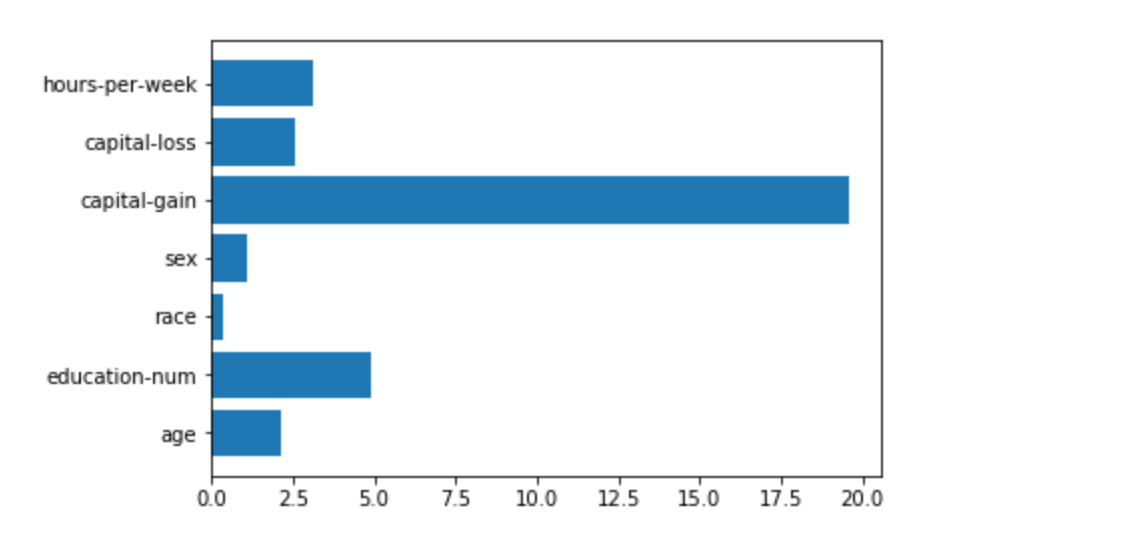 hours-per-week
capital-loss
capital-gain
sex
race
education-num
age
0.0 2.5 5.0 7.5 10.0 12.5 15.0 17.5 20.0